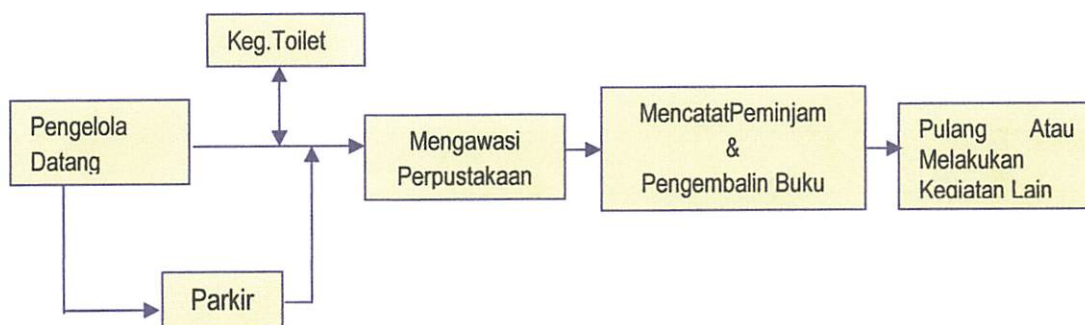 Keg.Toilet
Pengelola
Datang
Mengawasi
Perpustakaan
MencatatPeminjam
&
Pengembalin Buku
Pulang Atau
Melakukan
Kegiatan Lain
Parkir